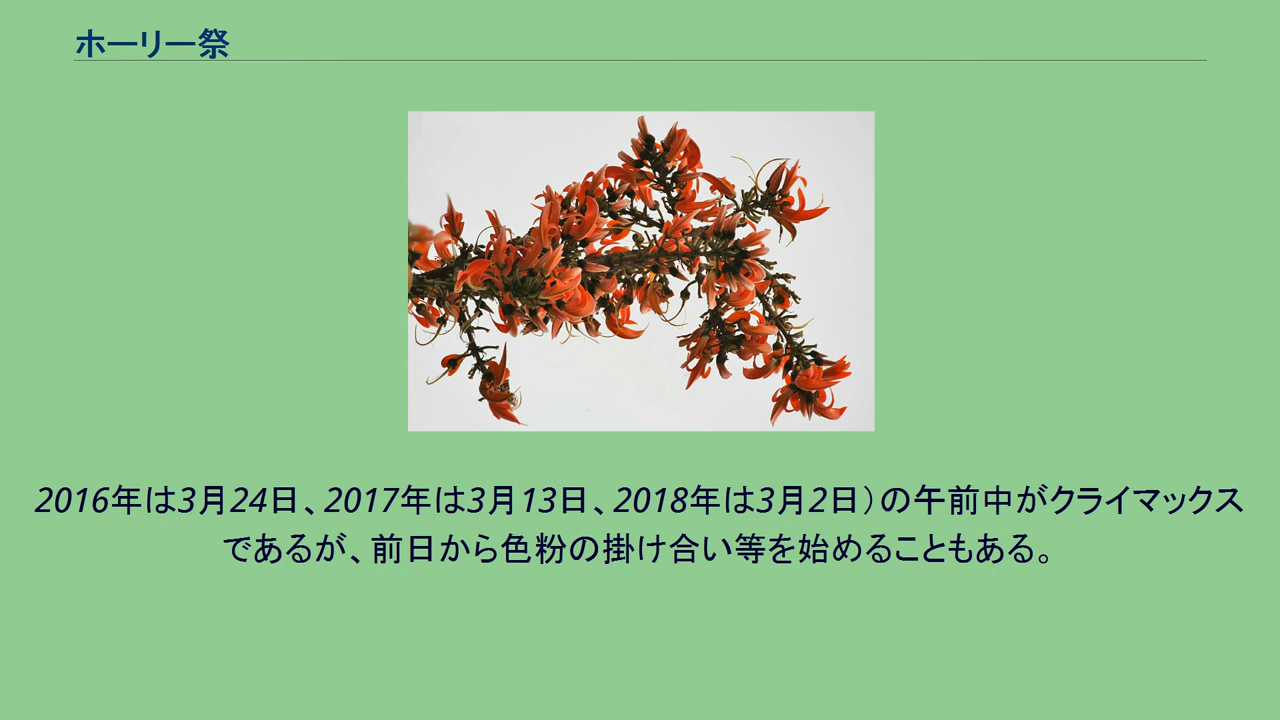 ホーリー祭
2016年は3月24日、2017年は3月13日、2018年は3月2日）の午前中がクライマックス
であるが、前日から色粉の掛け合い等を始めることもある。